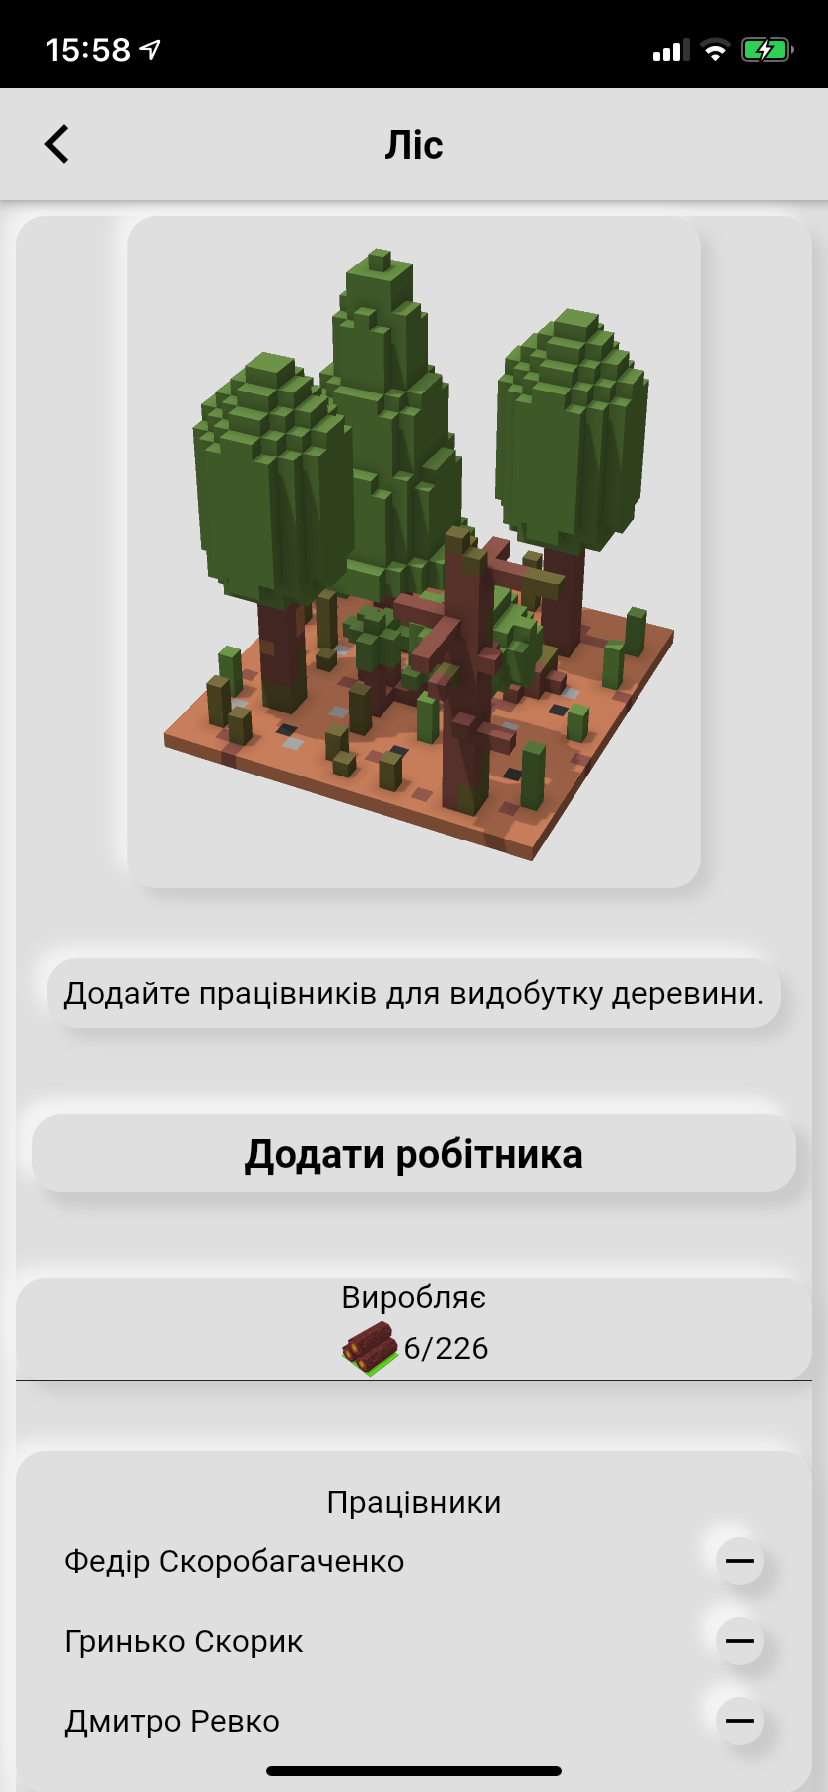 15:58
Ліс
Додайте працівників для видобутку деревини.
Додати робітника
Виробляє
6/226
Працівники
Федір Скоробагаченко
Гринько Скорик
Дмитро Ревко